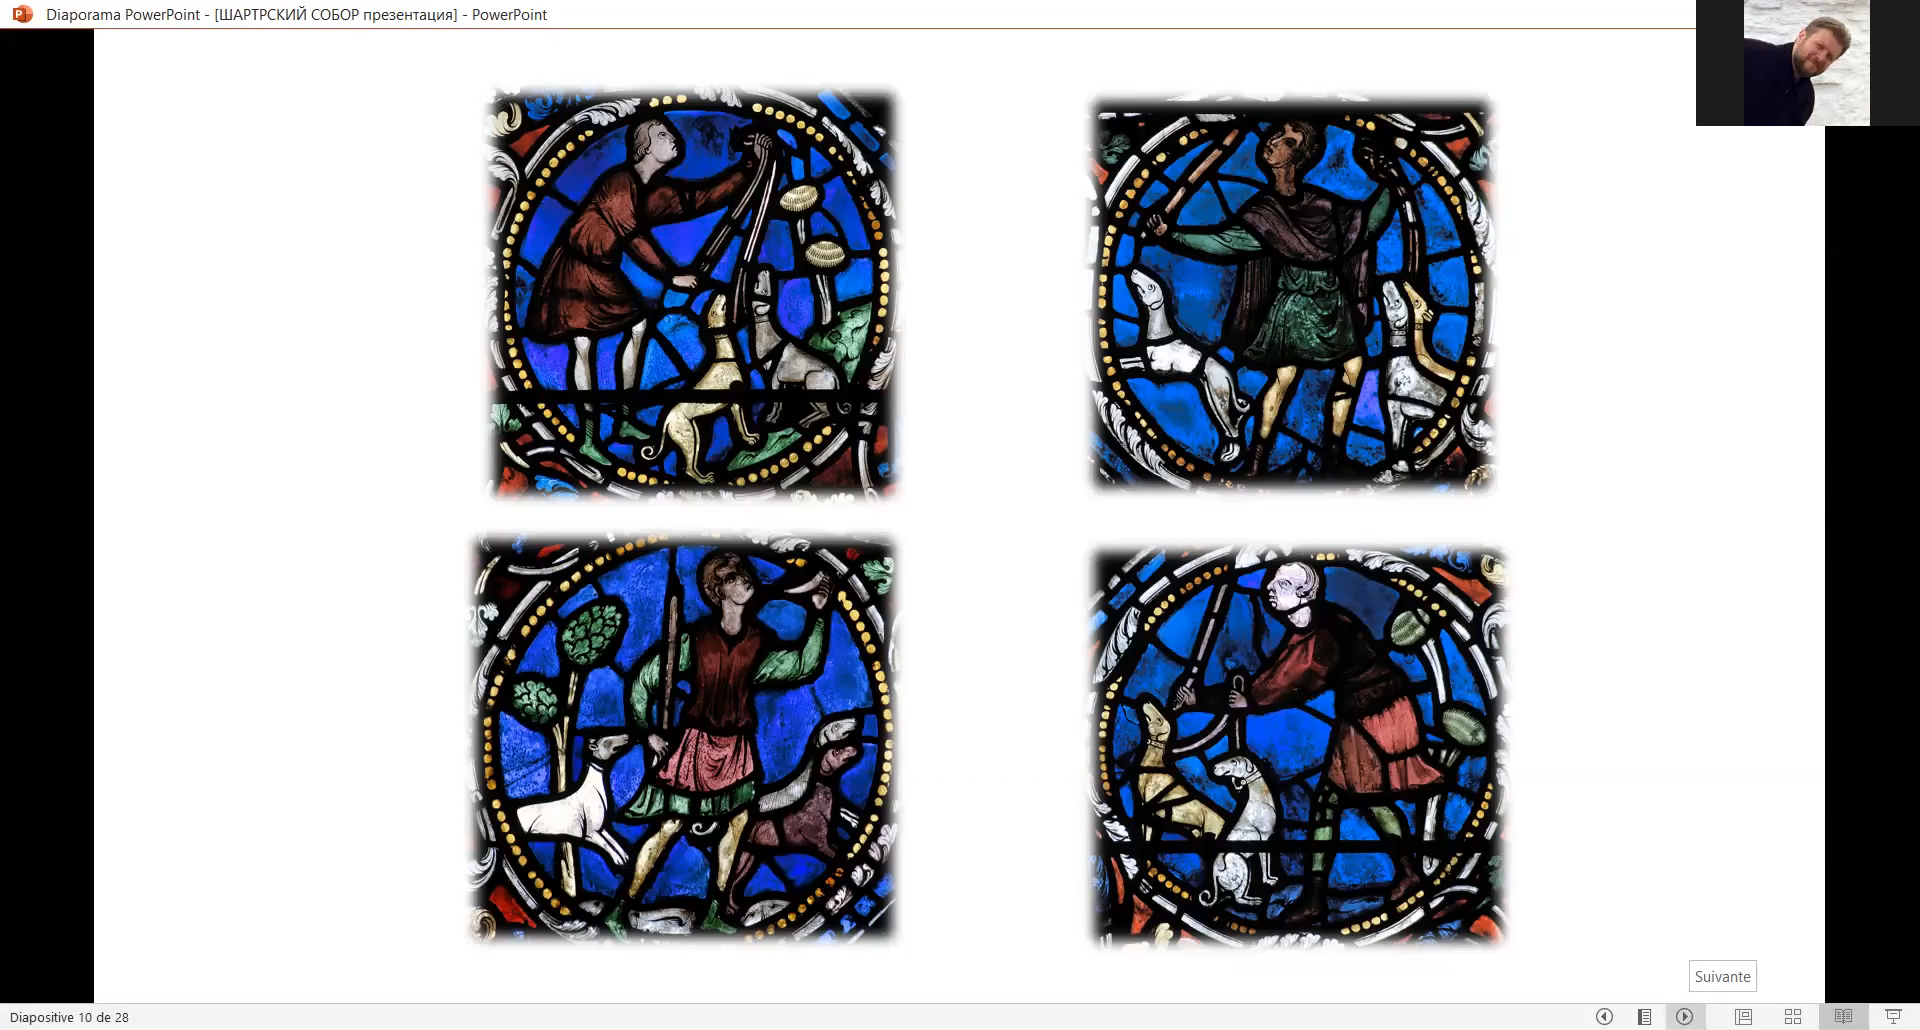 Diaporama PowerPoint - [ШАРТРСКИЙ СОБОР презентация] - PowerPoint
Suivante
Diapositive 10 de 28